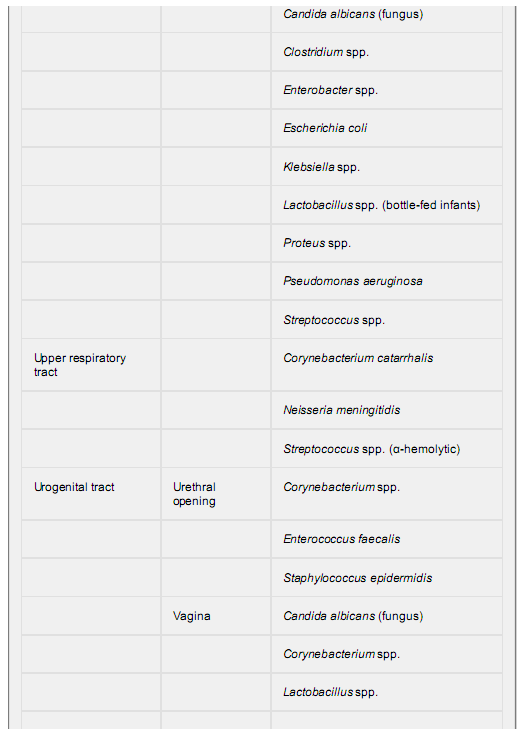 Candida albicans (fungus)
Clostridium spp.
Enterobacter spp.
Escherichia coli
Klebsiella spp.
Lactobacillus spp. (bottle-fed infants)
Proteus spp.
Pseudomonas aeruginosa
Streptococcus spp.
Upper respiratory
tract
Corynebacterium catarrhalis
Neisseria meningitidis
Streptococcus spp. (α-hemolytic)
Urogenital tract
Urethral
opening
Corynebacterium spp.
Enterococcus faecalis
Staphylococcus epidermidis
Vagina
Candida albicans (fungus)
Corynebacterium spp.
Lactobacillus spp.